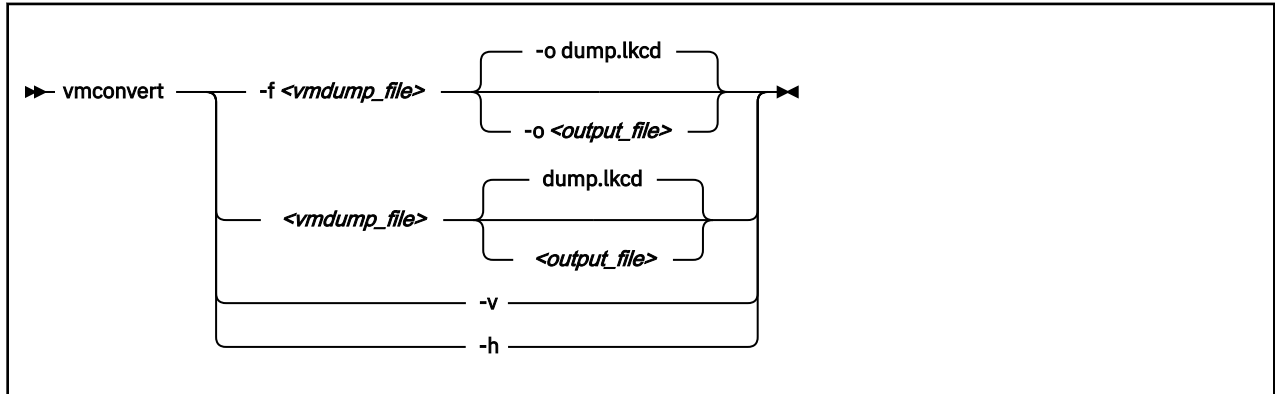 -o dump.lkcd
vmconvert -f <vmdump_file>
-o <output_file>
dump.lkcd
<vmdump_file>
<output_file>
-v
-h